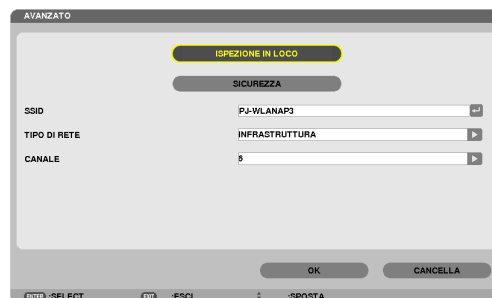 AVANZATO
ISPEZIONE IN LOCO
SICUREZZA
SSID PJ-WLANAP3
TIPO DI RETE INFRASTRUTTURA
CANALE 6
OK CANCELLA
ENTER :SELECT EXIT :ESCI :SPOSTA